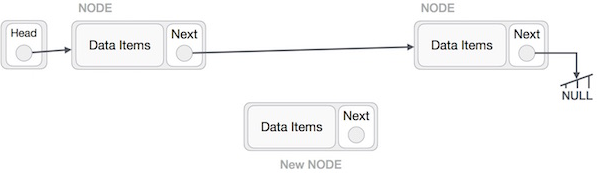 NODE
NODE
Head
Data Items
Next
Data Items
Next
NULL
Data Items
Next
New NODE